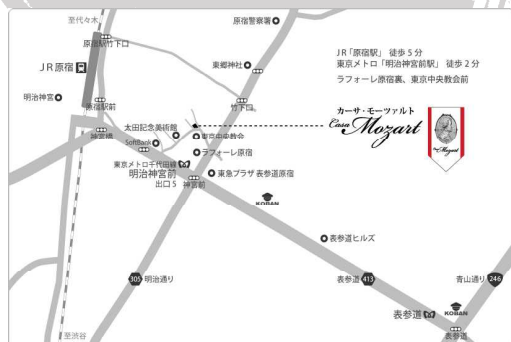 至代々木
原宿警察署
原宿駅竹下口
JR「原宿駅」 徒歩5分
東京メトロ「明治神宮前駅」 徒歩2分
ラフォーレ原宿裏、東京中央教会前
JR原宿
東郷神社
明治神宮
原宿駅前
竹下口
カーサ・モーツァルト
Casa Mozart
Mozart
太田記念美術館
神宮橋
SoftBank
東京中央教会
ラフォーレ原宿
東京メトロ千代田線
明治神宮前
出口5
神宮前
東急プラザ 表参道原宿
KOBAN
表参道ヒルズ
305 明治通り
表参道 413
青山通り 246
表参道
KOBAN
表参道
至渋谷